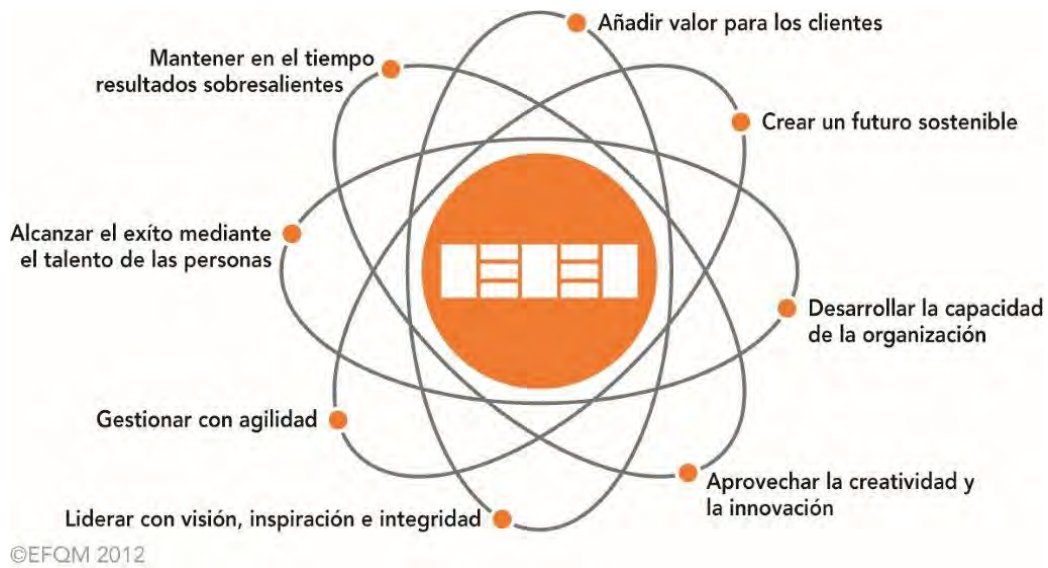 Añadir valor para los clientes
Mantener en el tiempo
resultados sobresalientes
Crear un futuro sostenible
Alcanzar el exíto mediante
el talento de las personas
Desarrollar la capacidad
de la organización
Gestionar con agilidad
Aprovechar la creatividad y
la innovación
Liderar con visión, inspiración e integridad
©EFQM 2012